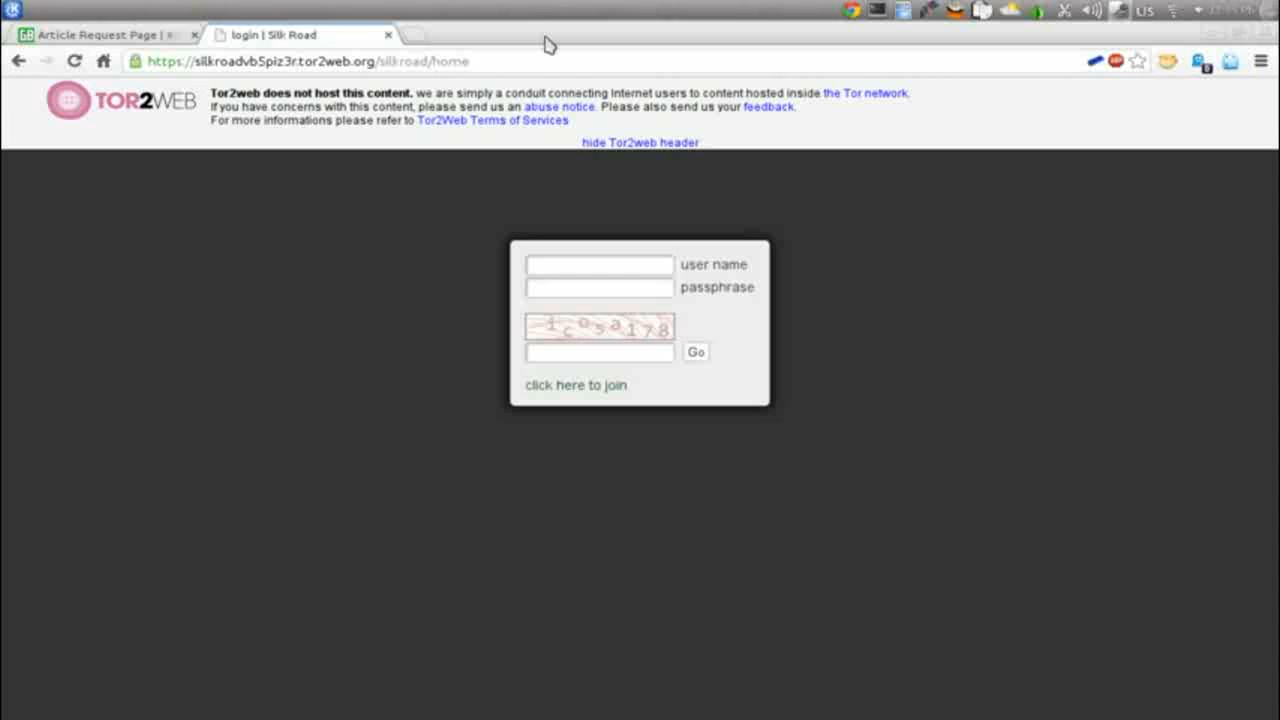 US
Article Request Page |
login | Silk Road
https://silkroadvb5piz3r.tor2web.org/silkroad/home
TOR2WEB
Tor2web does not host this content. we are simply a conduit connecting Internet users to content hosted inside the Tor network.
If you have concerns with this content, please send us an abuse notice. Please also send us your feedback.
For more informations please refer to Tor2Web Terms of Services
hide Tor2web header
user name
passphrase
icosa178
Go
click here to join